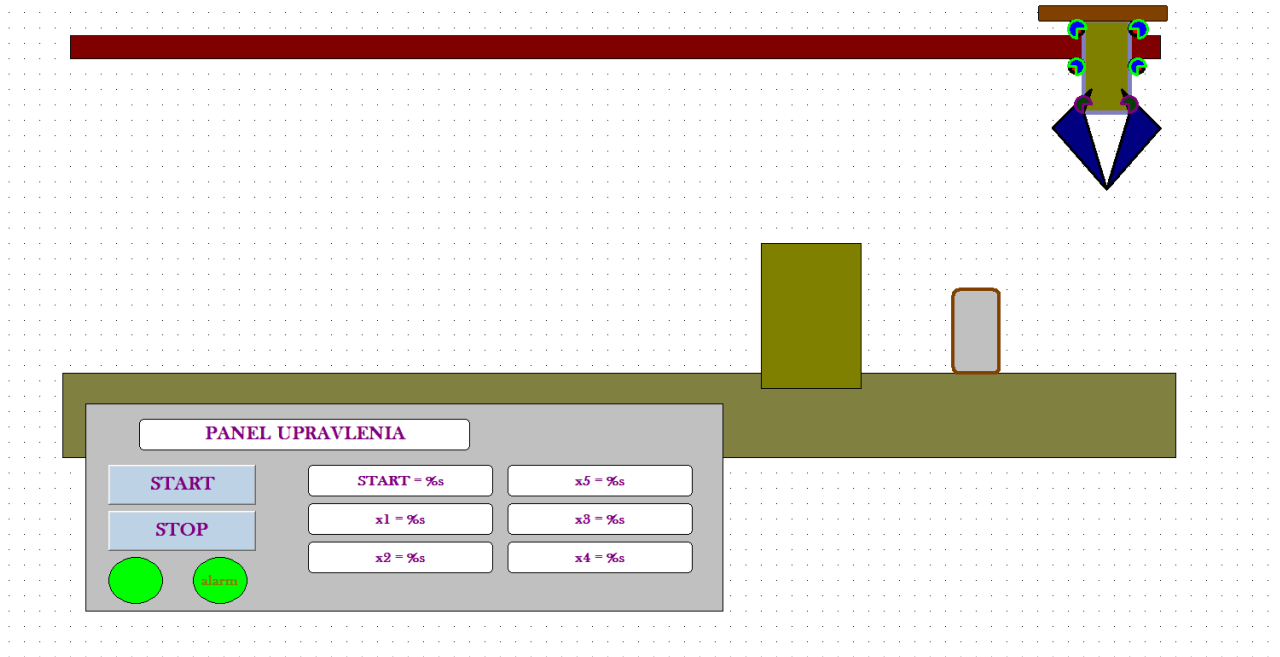 PANEL UPRAVLENIA
START
START = %s
x5 = %s
STOP
x1 = %s
x3 = %s
x2 = %s
x4 = %s
alarm